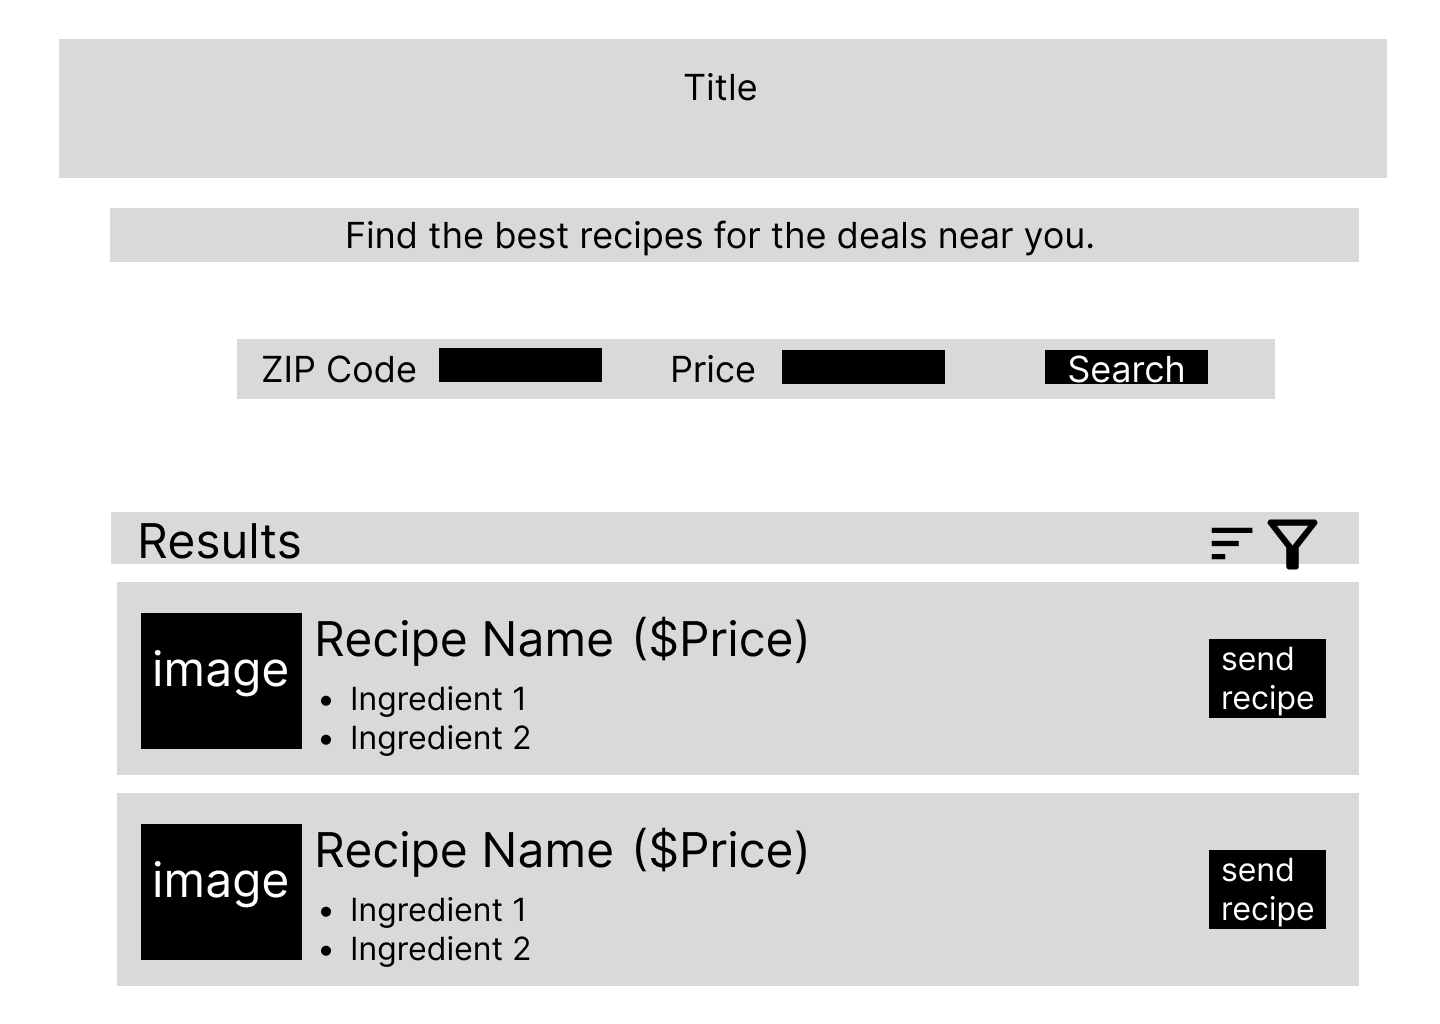 Title
Find the best recipes for the deals near you.
ZIP Code Price Search
Results
image
Recipe Name ($Price)
• Ingredient 1
• Ingredient 2
send
recipe
image
Recipe Name ($Price)
• Ingredient 1
• Ingredient 2
send
recipe